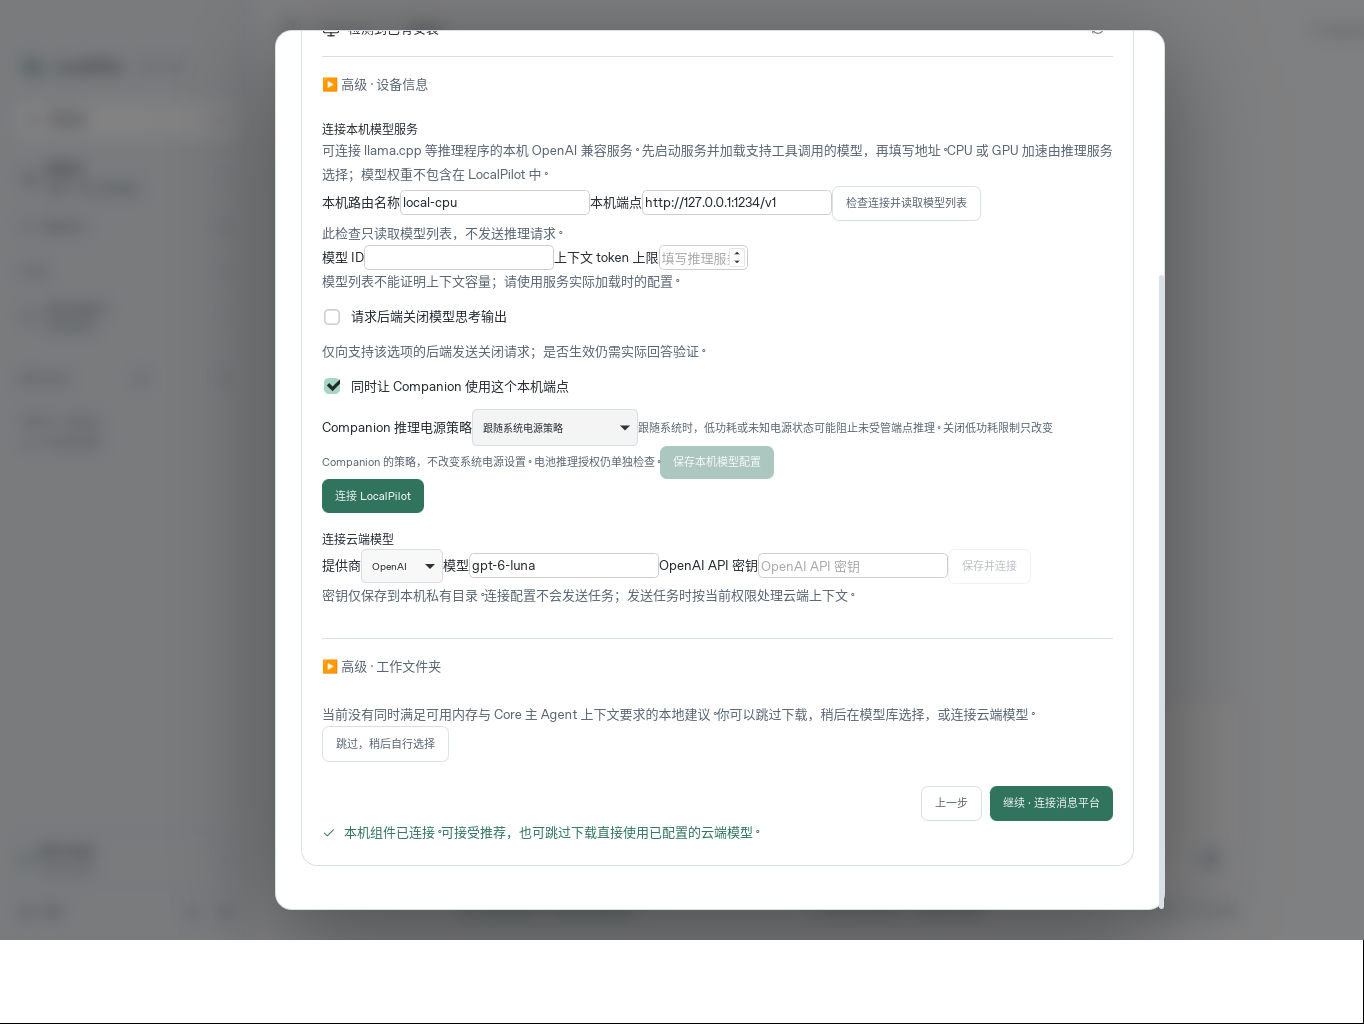 检测到已有安装
高级 · 设备信息
连接本机模型服务
可连接 llama.cpp 等推理程序的本机 OpenAI 兼容服务。先启动服务并加载支持工具调用的模型，再填写地址。CPU 或 GPU 加速由推理服务
选择；模型权重不包含在 LocalPilot 中。
本机路由名称 local-cpu 本机端点 http://127.0.0.1:1234/v1 检查连接并读取模型列表
此检查只读取模型列表，不发送推理请求。
模型 ID 上下文 token 上限 填写推理服
模型列表不能证明上下文容量；请使用服务实际加载时的配置。
请求后端关闭模型思考输出
仅向支持该选项的后端发送关闭请求；是否生效仍需实际回答验证。
同时让 Companion 使用这个本机端点
Companion 推理电源策略 跟随系统电源策略 跟随系统时，低功耗或未知电源状态可能阻止未受管端点推理。关闭低功耗限制只改变
Companion 的策略，不改变系统电源设置。电池推理授权仍单独检查。 保存本机模型配置
连接 LocalPilot
连接云端模型
提供商 OpenAI 模型 gpt-6-luna OpenAI API 密钥 OpenAI API 密钥 保存并连接
密钥仅保存到本机私有目录。连接配置不会发送任务；发送任务时按当前权限处理云端上下文。
高级 · 工作文件夹
当前没有同时满足可用内存与 Core 主 Agent 上下文要求的本地建议。你可以跳过下载，稍后在模型库选择，或连接云端模型。
跳过，稍后自行选择
上一步 继续 · 连接消息平台
本机组件已连接。可接受推荐，也可跳过下载直接使用已配置的云端模型。